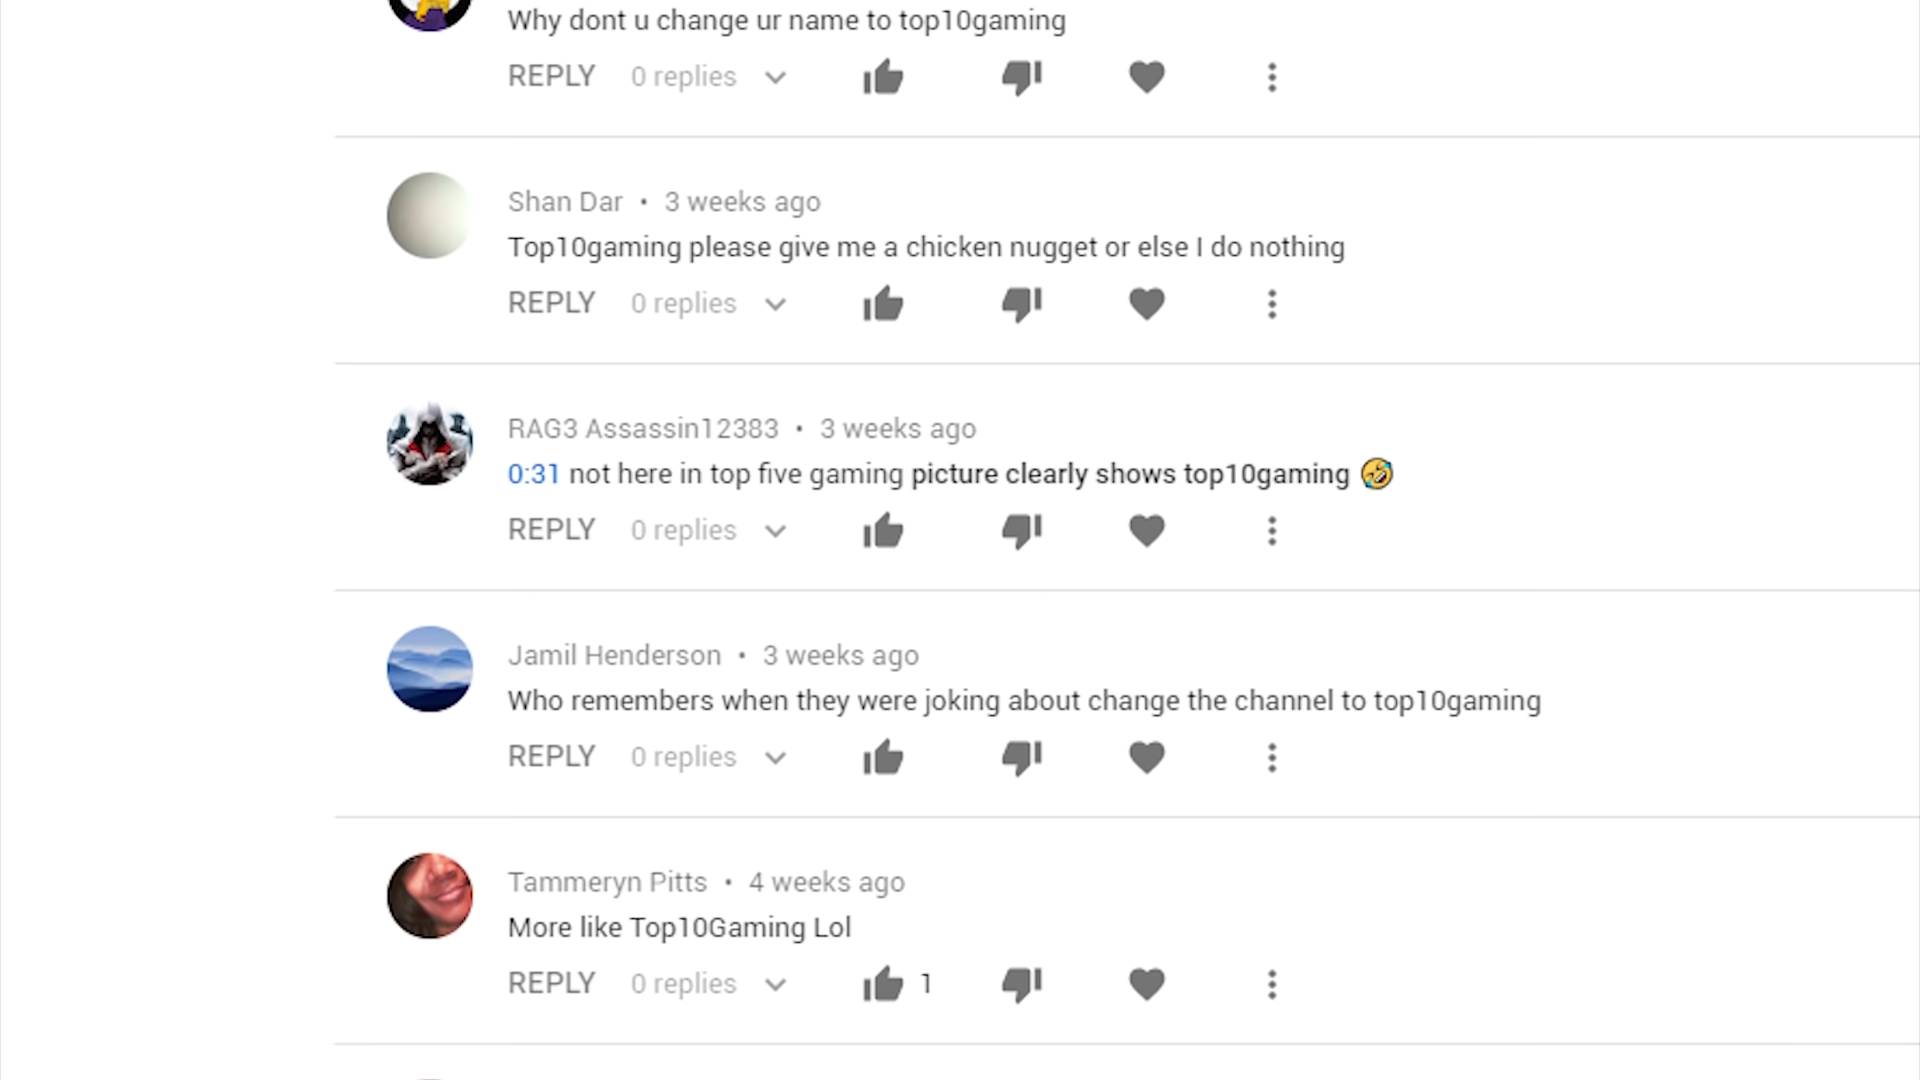 Why dont u change ur name to top10gaming
REPLY 0 replies
Shan Dar • 3 weeks ago
Top10gaming please give me a chicken nugget or else I do nothing
REPLY 0 replies
RAG3 Assassin12383 • 3 weeks ago
0:31 not here in top five gaming picture clearly shows top10gaming 🤣
REPLY 0 replies
Jamil Henderson • 3 weeks ago
Who remembers when they were joking about change the channel to top10gaming
REPLY 0 replies
Tammeryn Pitts • 4 weeks ago
More like Top10Gaming Lol
REPLY 0 replies 1